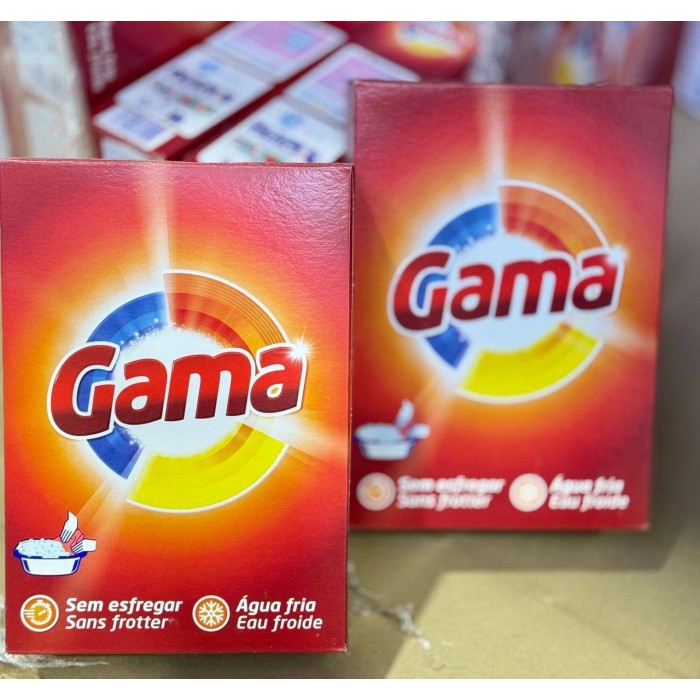 Gama
Sem esfregar
Sans frotter
Água fria
Eau froide
Gama
Sem esfregar
Sans frotter
Água fria
Eau froide